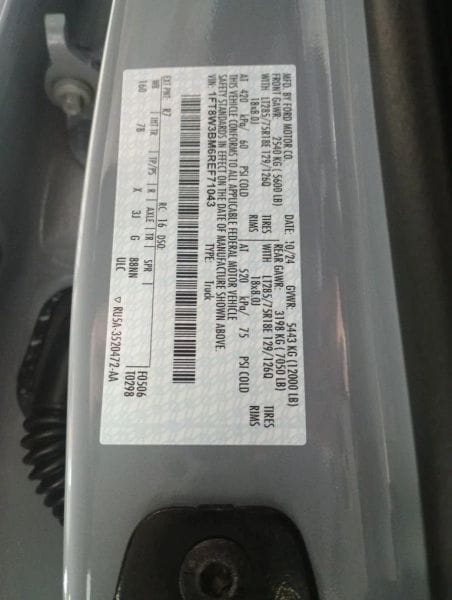 MFD. BY FORD MOTOR CO.
DATE: 10/24 GVWR: 5443 KG (12000 LB)
FRONT GAWR: 2540 KG (5600 LB) REAR GAWR: 3198 KG (7050 LB)
WITH LT285/75R18E 129/126Q TIRES WITH LT285/75R18E 129/126Q TIRES
18x8.0J RIMS 18x8.0J RIMS
AT 420 kPa/ 60 PSI COLD AT 520 kPa/ 75 PSI COLD
THIS VEHICLE CONFORMS TO ALL APPLICABLE FEDERAL MOTOR VEHICLE
SAFETY STANDARDS IN EFFECT ON THE DATE OF MANUFACTURE SHOWN ABOVE.
VIN: 1FT8W3BM6REF71043 TYPE: Truck
EXT PNT: R7 RC: 16 DSO:
WB INT TR TP/PS R AXLE TR SPR
160 7B X 3J G BBNN
ULC
F0506
T0298
▽ RU5A-3520472-AA